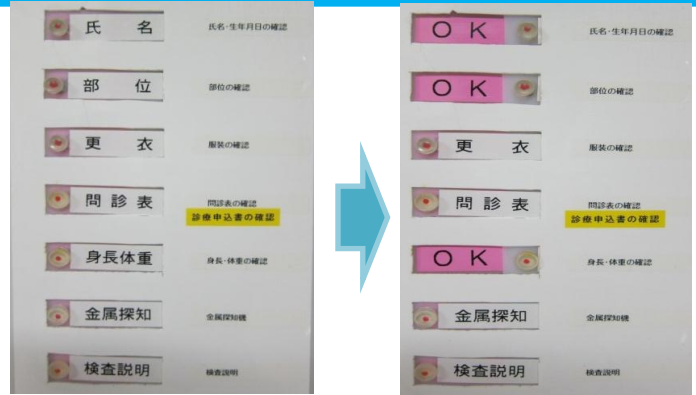 氏 名
氏名・生年月日の確認
部 位
部位の確認
更 衣
服装の確認
問 診 表
問診表の確認
診療申込書の確認
身長体重
身長・体重の確認
金属探知
金属探知機
検査説明
検査説明
OK
氏名・生年月日の確認
OK
部位の確認
更 衣
服装の確認
問 診 表
問診表の確認
診療申込書の確認
OK
身長・体重の確認
金属探知
金属探知機
検査説明
検査説明